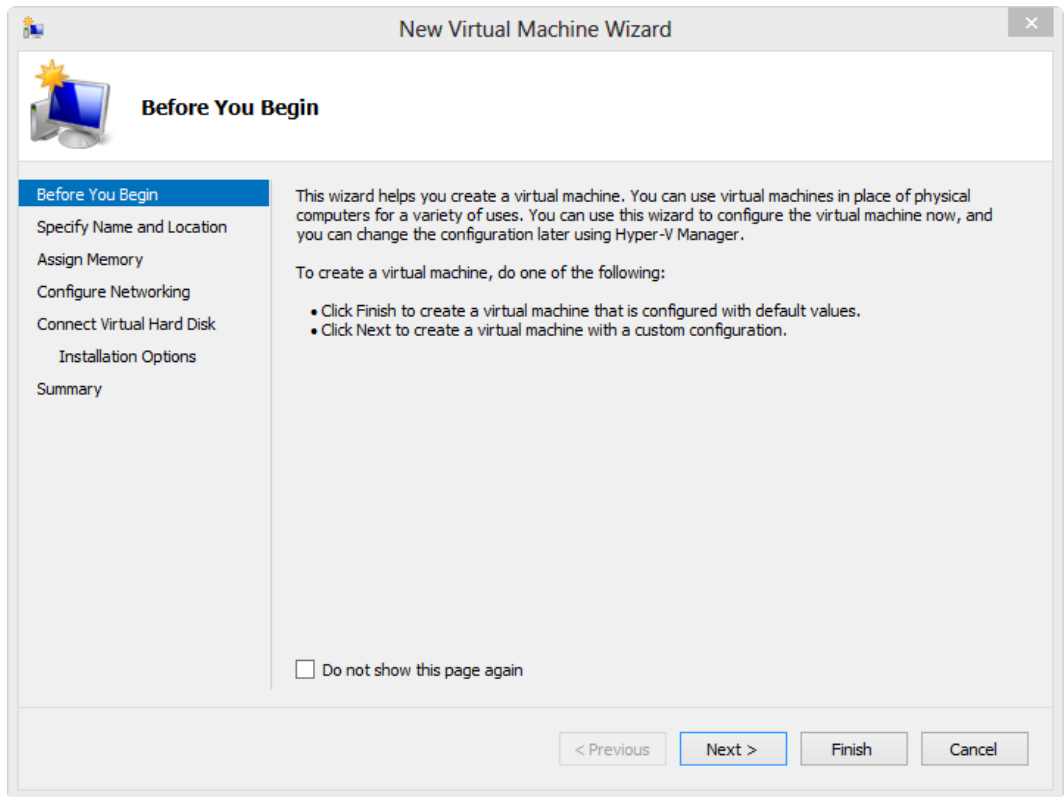 New Virtual Machine Wizard
Before You Begin
Before You Begin
Specify Name and Location
Assign Memory
Configure Networking
Connect Virtual Hard Disk
Installation Options
Summary
This wizard helps you create a virtual machine. You can use virtual machines in place of physical
computers for a variety of uses. You can use this wizard to configure the virtual machine now, and
you can change the configuration later using Hyper-V Manager.
To create a virtual machine, do one of the following:
• Click Finish to create a virtual machine that is configured with default values.
• Click Next to create a virtual machine with a custom configuration.
Do not show this page again
< Previous
Next >
Finish
Cancel